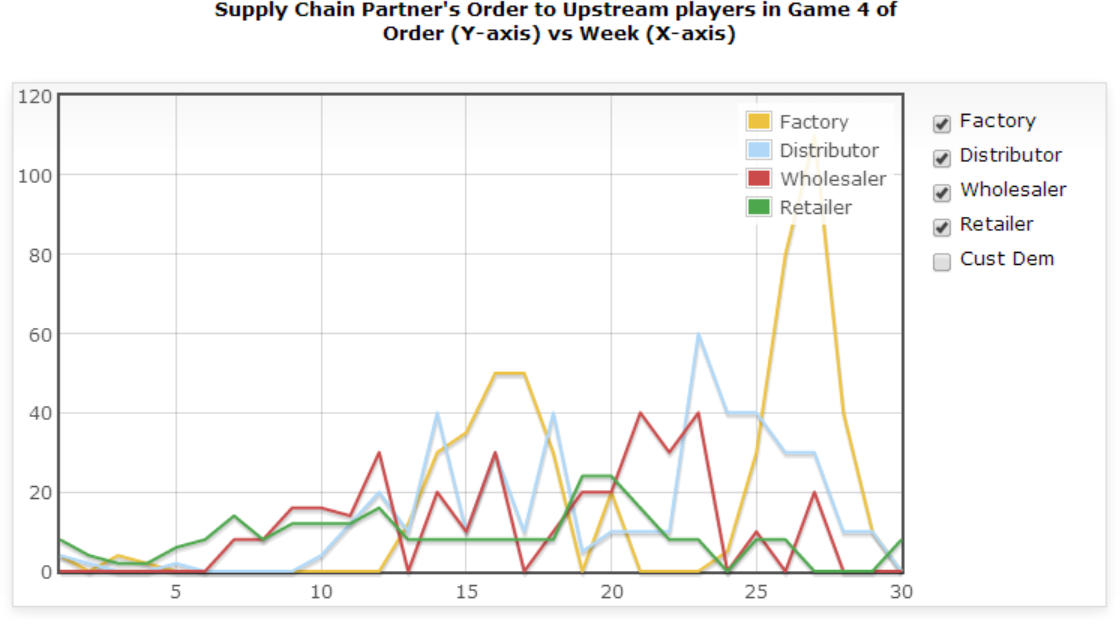 Supply Chain Partner's Order to Upstream players in Game 4 of
Order (Y-axis) vs Week (X-axis)
120
100
80
60
40
20
0
5
10
15
20
25
30
Factory
Distributor
Wholesaler
Retailer
Factory
Distributor
Wholesaler
Retailer
Cust Dem